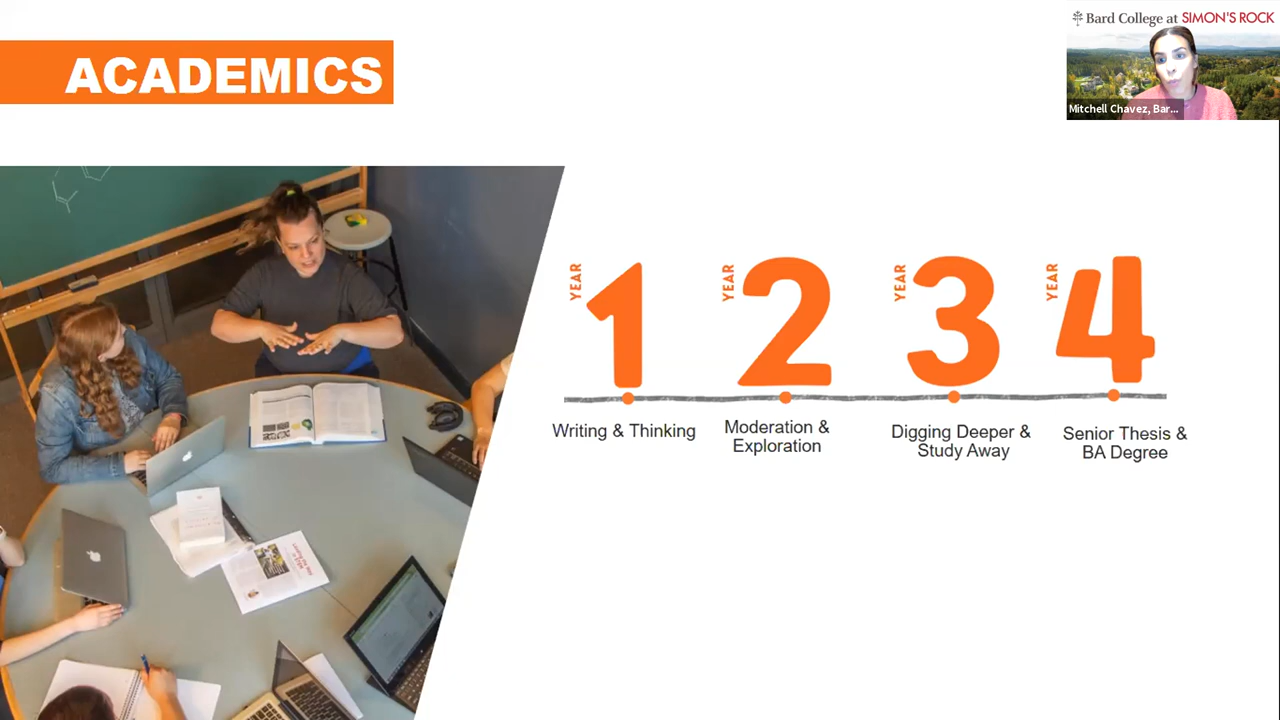 Bard College at SIMON'S ROCK
ACADEMICS
Mitchell Chavez, Bar...
YEAR 1
YEAR 2
YEAR 3
YEAR 4
Writing & Thinking
Moderation &
Exploration
Digging Deeper &
Study Away
Senior Thesis &
BA Degree